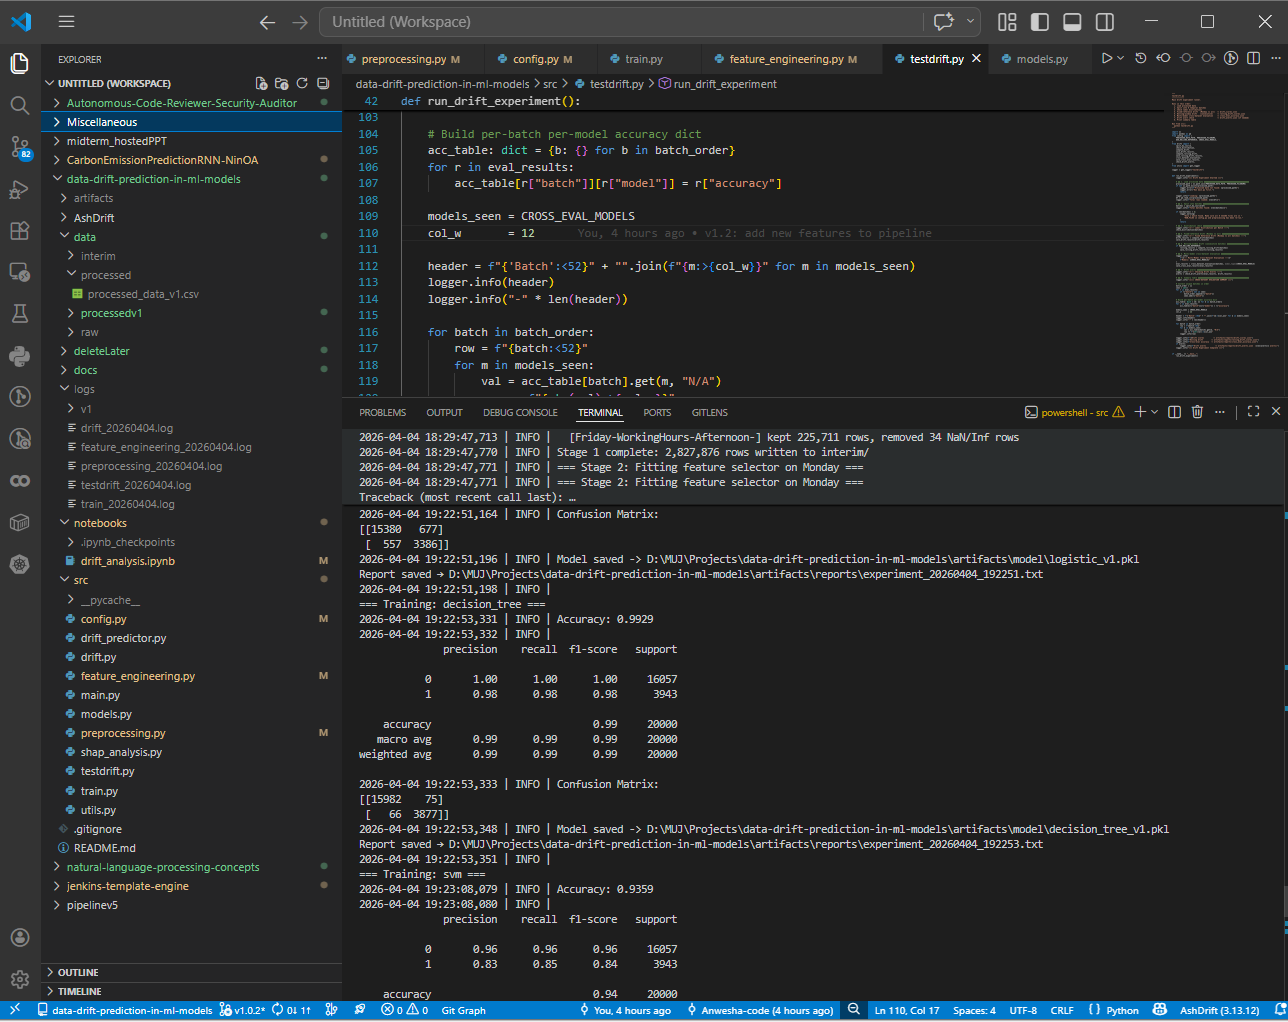 Untitled (Workspace)
EXPLORER
UNTITLED (WORKSPACE)
Autonomous-Code-Reviewer-Security-Auditor
Miscellaneous
midterm_hostedPPT
CarbonEmissionPredictionRNN-NinOA
data-drift-prediction-in-ml-models
artifacts
AshDrift
data
interim
processed
processed_data_v1.csv
processedv1
raw
deleteLater
docs
logs
v1
drift_20260404.log
feature_engineering_20260404.log
preprocessing_20260404.log
testdrift_20260404.log
train_20260404.log
notebooks
.ipynb_checkpoints
drift_analysis.ipynb M
src
__pycache__
config.py M
drift_predictor.py
drift.py
feature_engineering.py M
main.py
models.py
preprocessing.py M
shap_analysis.py
testdrift.py
train.py
utils.py
.gitignore
README.md
natural-language-processing-concepts
jenkins-template-engine
pipelinev5
OUTLINE
TIMELINE
82
preprocessing.py M config.py M train.py feature_engineering.py M testdrift.py models.py
data-drift-prediction-in-ml-models > src > testdrift.py > run_drift_experiment
42 def run_drift_experiment():
103
104 # Build per-batch per-model accuracy dict
105 acc_table: dict = {b: {} for b in batch_order}
106 for r in eval_results:
107 acc_table[r["batch"]][r["model"]] = r["accuracy"]
108
109 models_seen = CROSS_EVAL_MODELS
110 col_w = 12 You, 4 hours ago • v1.2: add new features to pipeline
111
112 header = f"{'Batch':<52}" + "".join(f"{m:>{col_w}}" for m in models_seen)
113 logger.info(header)
114 logger.info("-" * len(header))
115
116 for batch in batch_order:
117 row = f"{batch:<52}"
118 for m in models_seen:
119 val = acc_table[batch].get(m, "N/A")
PROBLEMS OUTPUT DEBUG CONSOLE TERMINAL PORTS GITLENS
powershell - src
2026-04-04 18:29:47,713 | INFO | [Friday-WorkingHours-Afternoon-] kept 225,711 rows, removed 34 NaN/Inf rows
2026-04-04 18:29:47,770 | INFO | Stage 1 complete: 2,827,876 rows written to interim/
2026-04-04 18:29:47,771 | INFO | === Stage 2: Fitting feature selector on Monday ===
2026-04-04 18:29:47,771 | INFO | === Stage 2: Fitting feature selector on Monday ===
Traceback (most recent call last): …
2026-04-04 19:22:51,164 | INFO | Confusion Matrix:
[[15380 677]
[ 557 3386]]
2026-04-04 19:22:51,196 | INFO | Model saved -> D:\MUJ\Projects\data-drift-prediction-in-ml-models\artifacts\model\logistic_v1.pkl
Report saved → D:\MUJ\Projects\data-drift-prediction-in-ml-models\artifacts\reports\experiment_20260404_192251.txt
2026-04-04 19:22:51,198 | INFO |
=== Training: decision_tree ===
2026-04-04 19:22:53,331 | INFO | Accuracy: 0.9929
2026-04-04 19:22:53,332 | INFO |
precision recall f1-score support
0 1.00 1.00 1.00 16057
1 0.98 0.98 0.98 3943
accuracy 0.99 20000
macro avg 0.99 0.99 0.99 20000
weighted avg 0.99 0.99 0.99 20000
2026-04-04 19:22:53,333 | INFO | Confusion Matrix:
[[15982 75]
[ 66 3877]]
2026-04-04 19:22:53,348 | INFO | Model saved -> D:\MUJ\Projects\data-drift-prediction-in-ml-models\artifacts\model\decision_tree_v1.pkl
Report saved → D:\MUJ\Projects\data-drift-prediction-in-ml-models\artifacts\reports\experiment_20260404_192253.txt
2026-04-04 19:22:53,351 | INFO |
=== Training: svm ===
2026-04-04 19:23:08,079 | INFO | Accuracy: 0.9359
2026-04-04 19:23:08,080 | INFO |
precision recall f1-score support
0 0.96 0.96 0.96 16057
1 0.83 0.85 0.84 3943
accuracy 0.94 20000
data-drift-prediction-in-ml-models v1.0.2* 0↓ 1↑ 0 0 Git Graph You, 4 hours ago Anwesha-code (4 hours ago) Ln 110, Col 17 Spaces: 4 UTF-8 CRLF { } Python AshDrift (3.13.12)